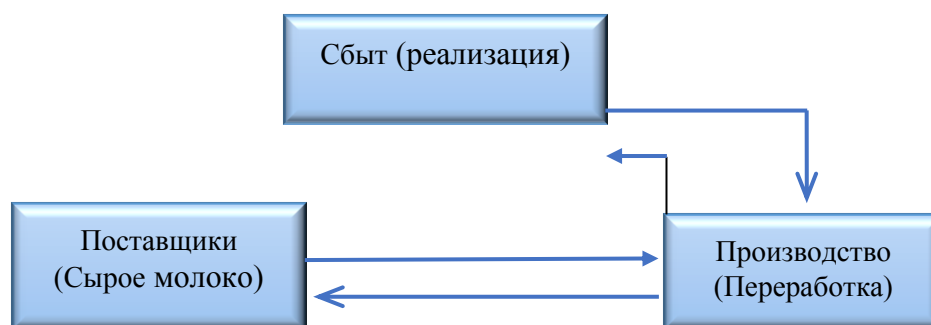 Сбыт (реализация)
Поставщики
(Сырое молоко)
Производство
(Переработка)